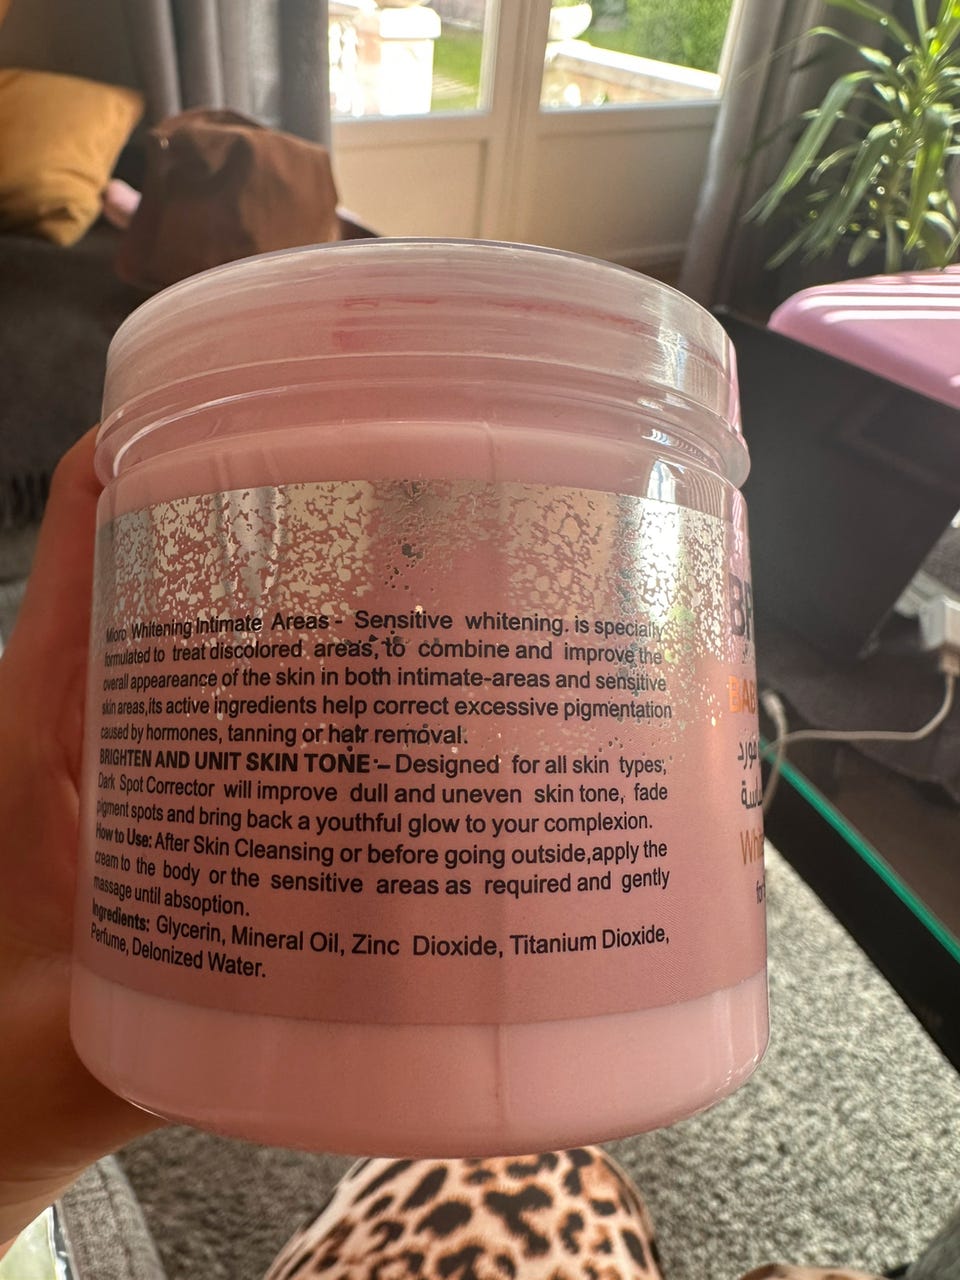 Micro Whitening Intimate Areas - Sensitive whitening. is specially
formulated to treat discolored areas, to combine and improve the
overall appeareance of the skin in both intimate-areas and sensitive
skin areas,its active ingredients help correct excessive pigmentation
caused by hormones, tanning or hair removal.
BRIGHTEN AND UNIT SKIN TONE - Designed for all skin types,
Dark Spot Corrector will improve dull and uneven skin tone, fade
pigment spots and bring back a youthful glow to your complexion.
How to Use: After Skin Cleansing or before going outside,apply the
cream to the body or the sensitive areas as required and gently
massage until absoption.
Ingredients: Glycerin, Mineral Oil, Zinc Dioxide, Titanium Dioxide,
Perfume, Deionized Water.